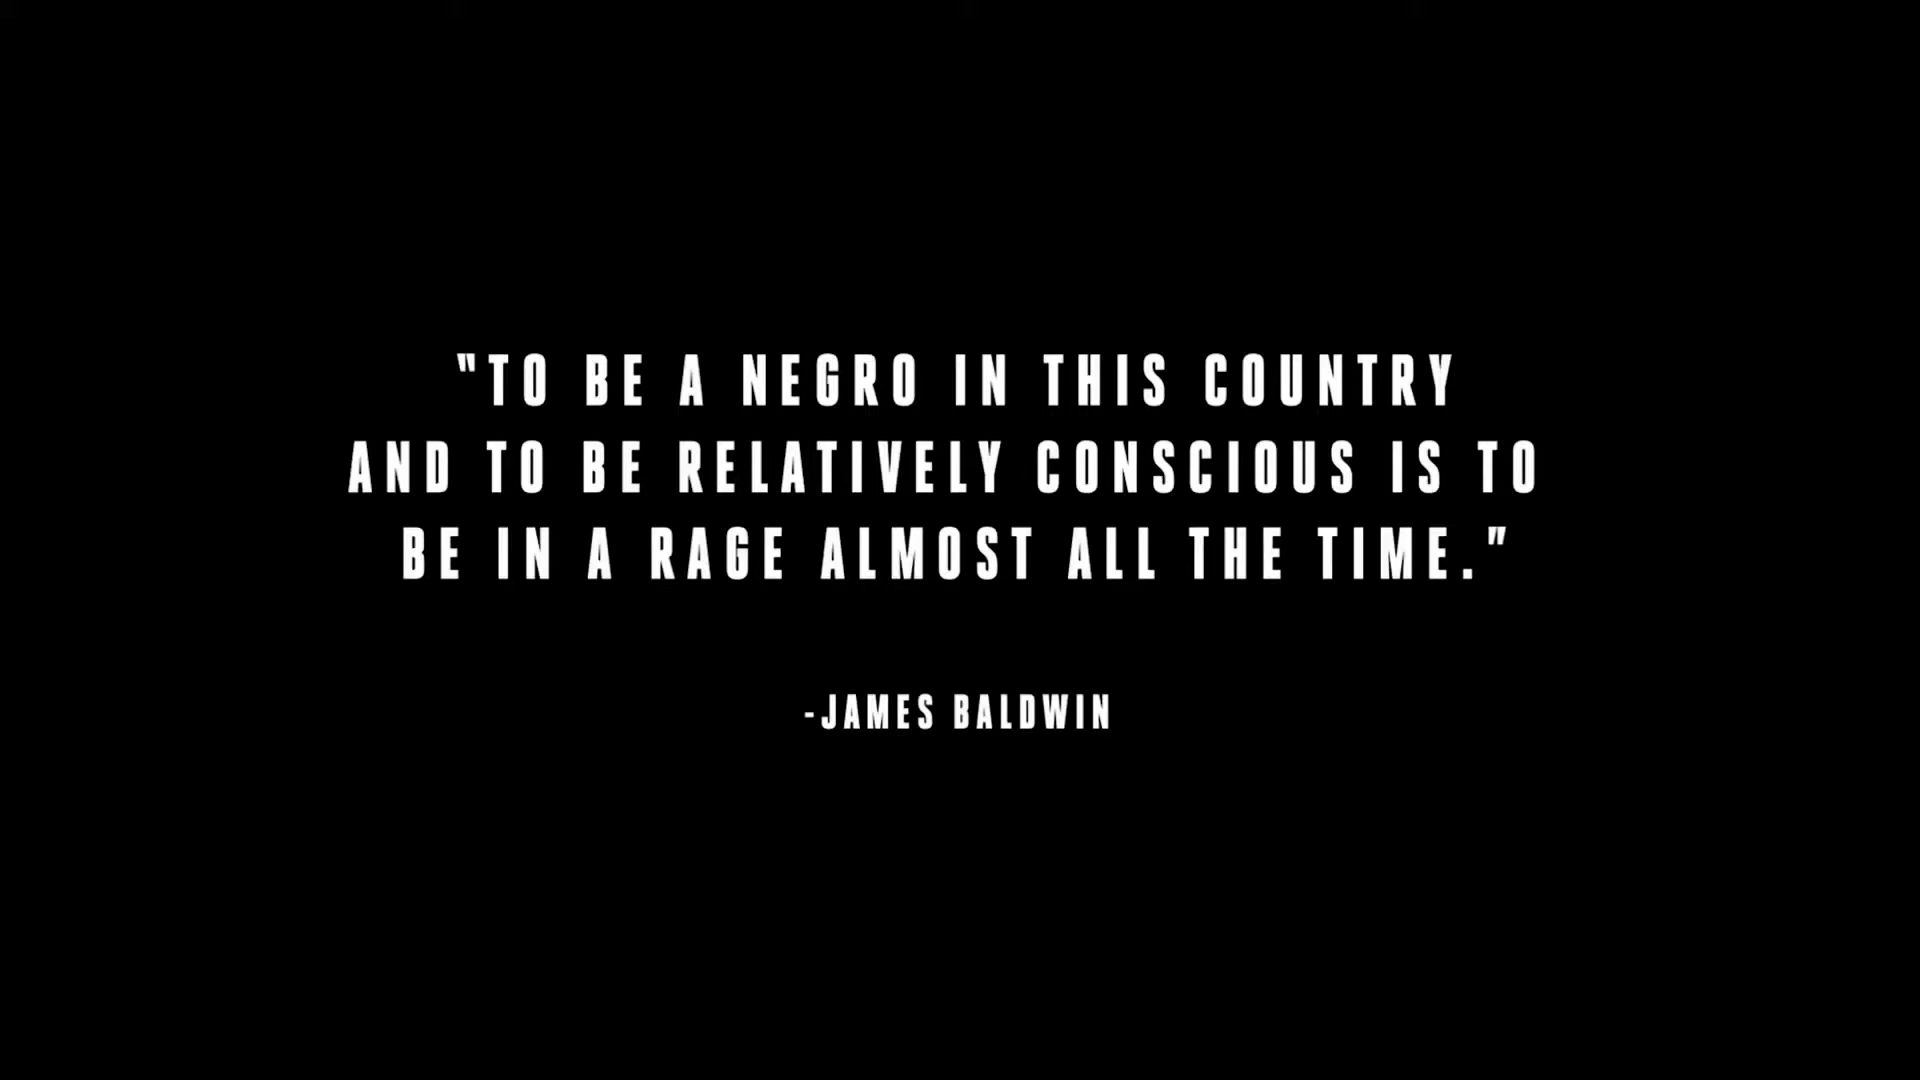 "TO BE A NEGRO IN THIS COUNTRY
AND TO BE RELATIVELY CONSCIOUS IS TO
BE IN A RAGE ALMOST ALL THE TIME."
-JAMES BALDWIN